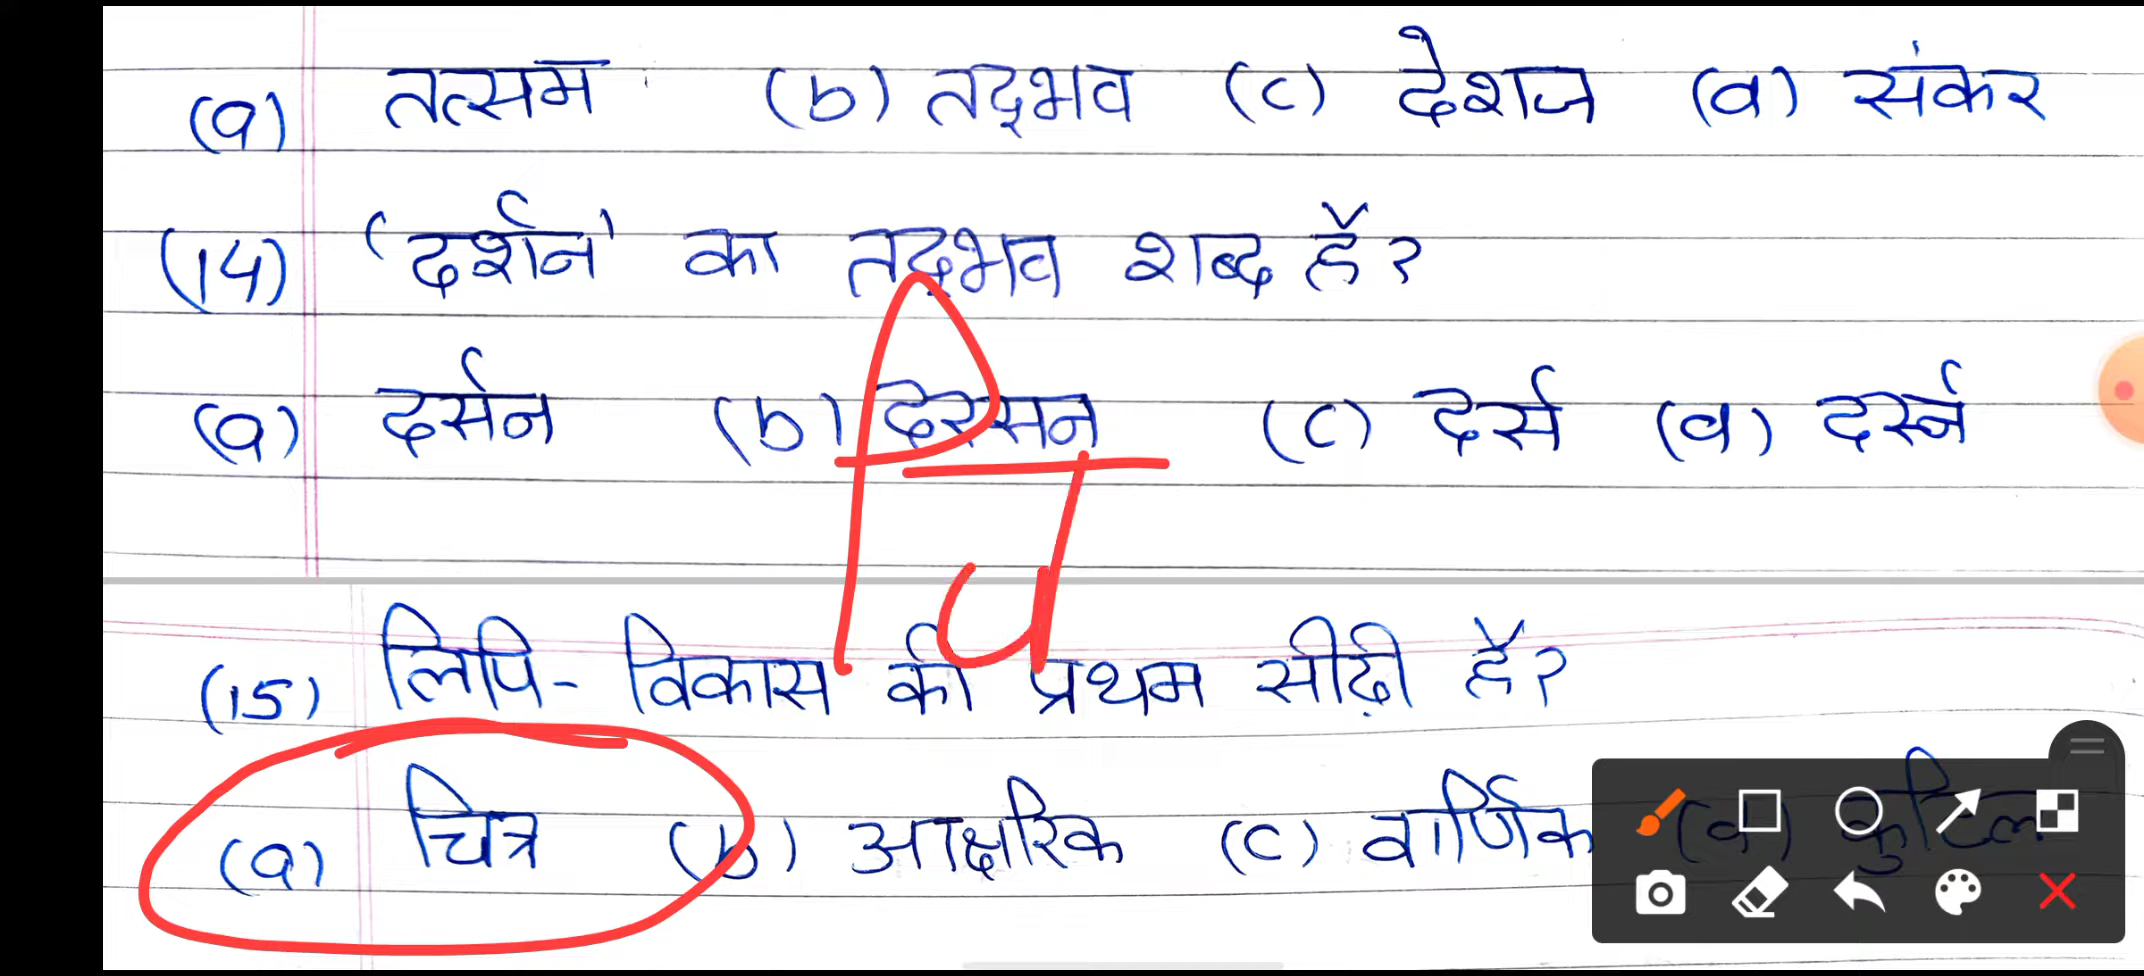 (a) तत्सम (b) तद्भव (c) देशज (d) संकर
(14) 'दर्शन' का तद्भव शब्द है?
(a) दर्सन (b) दरसन (c) दर्स (d) दर्स्न
(15) लिपि-विकास की प्रथम सीढ़ी है?
(a) चित्र (b) आक्षरिक (c) वार्णिक (d) कुटिल